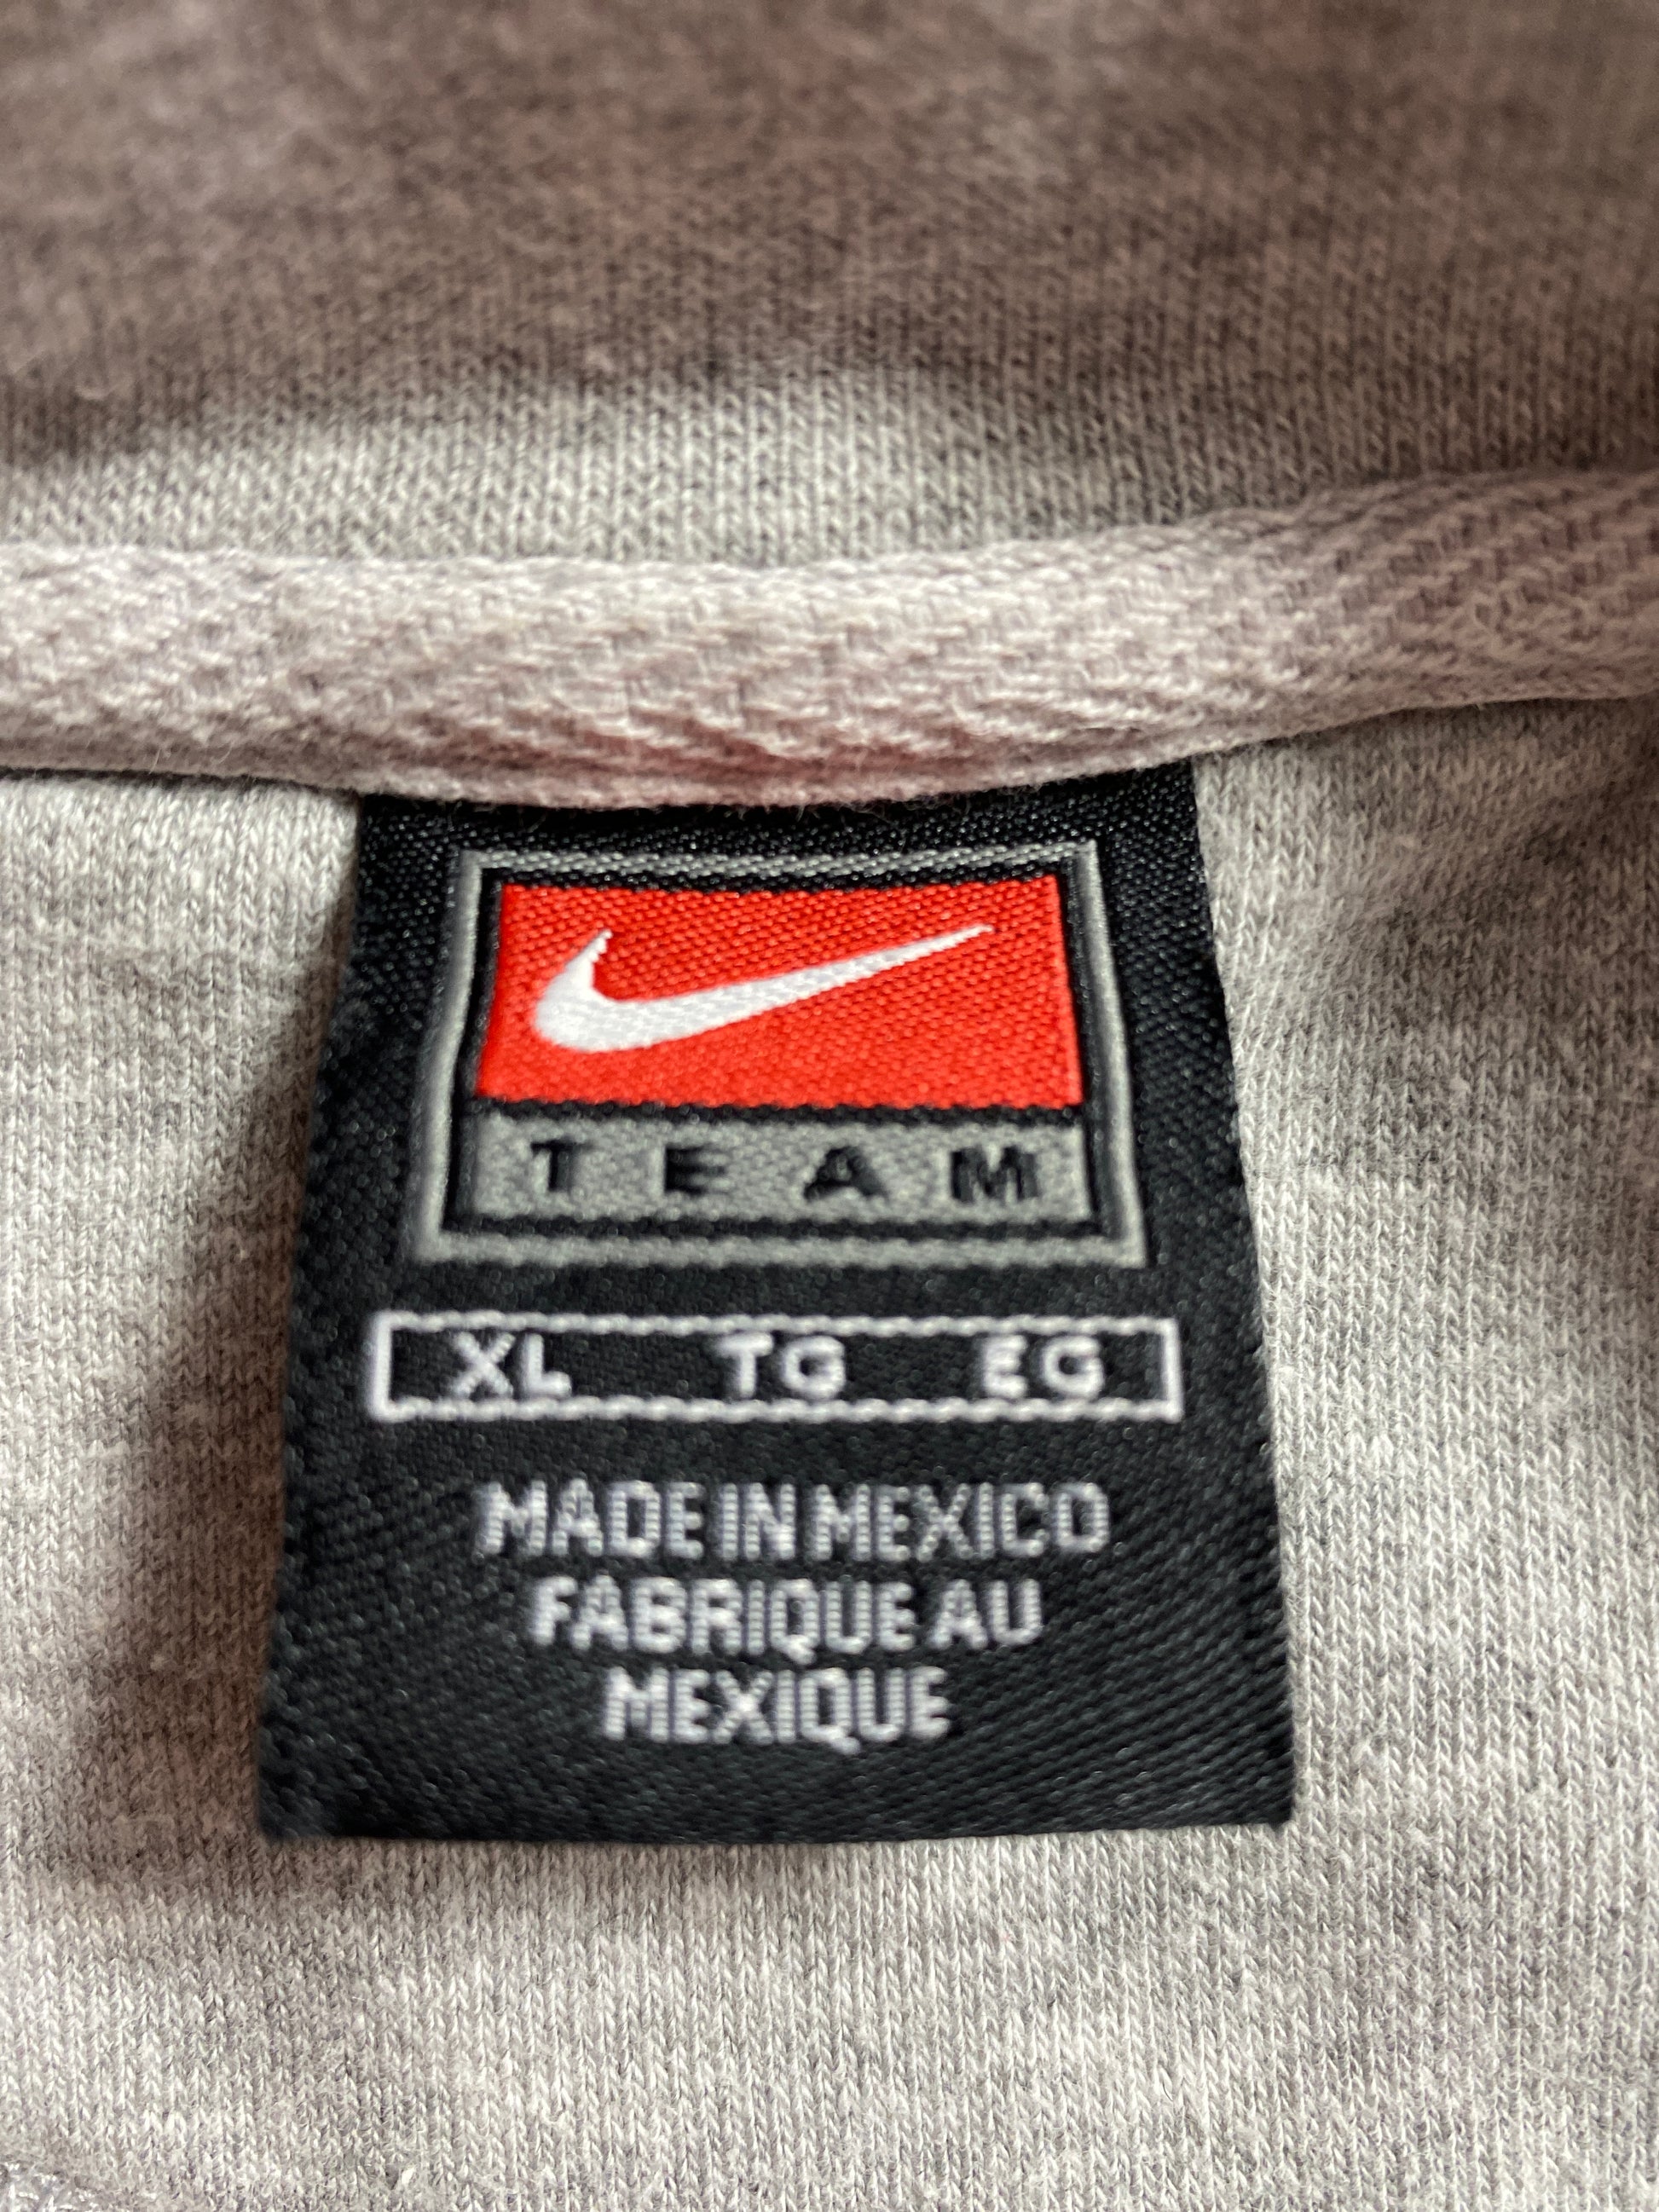 TEAM
XL TG EG
MADE IN MEXICO
FABRIQUE AU
MEXIQUE